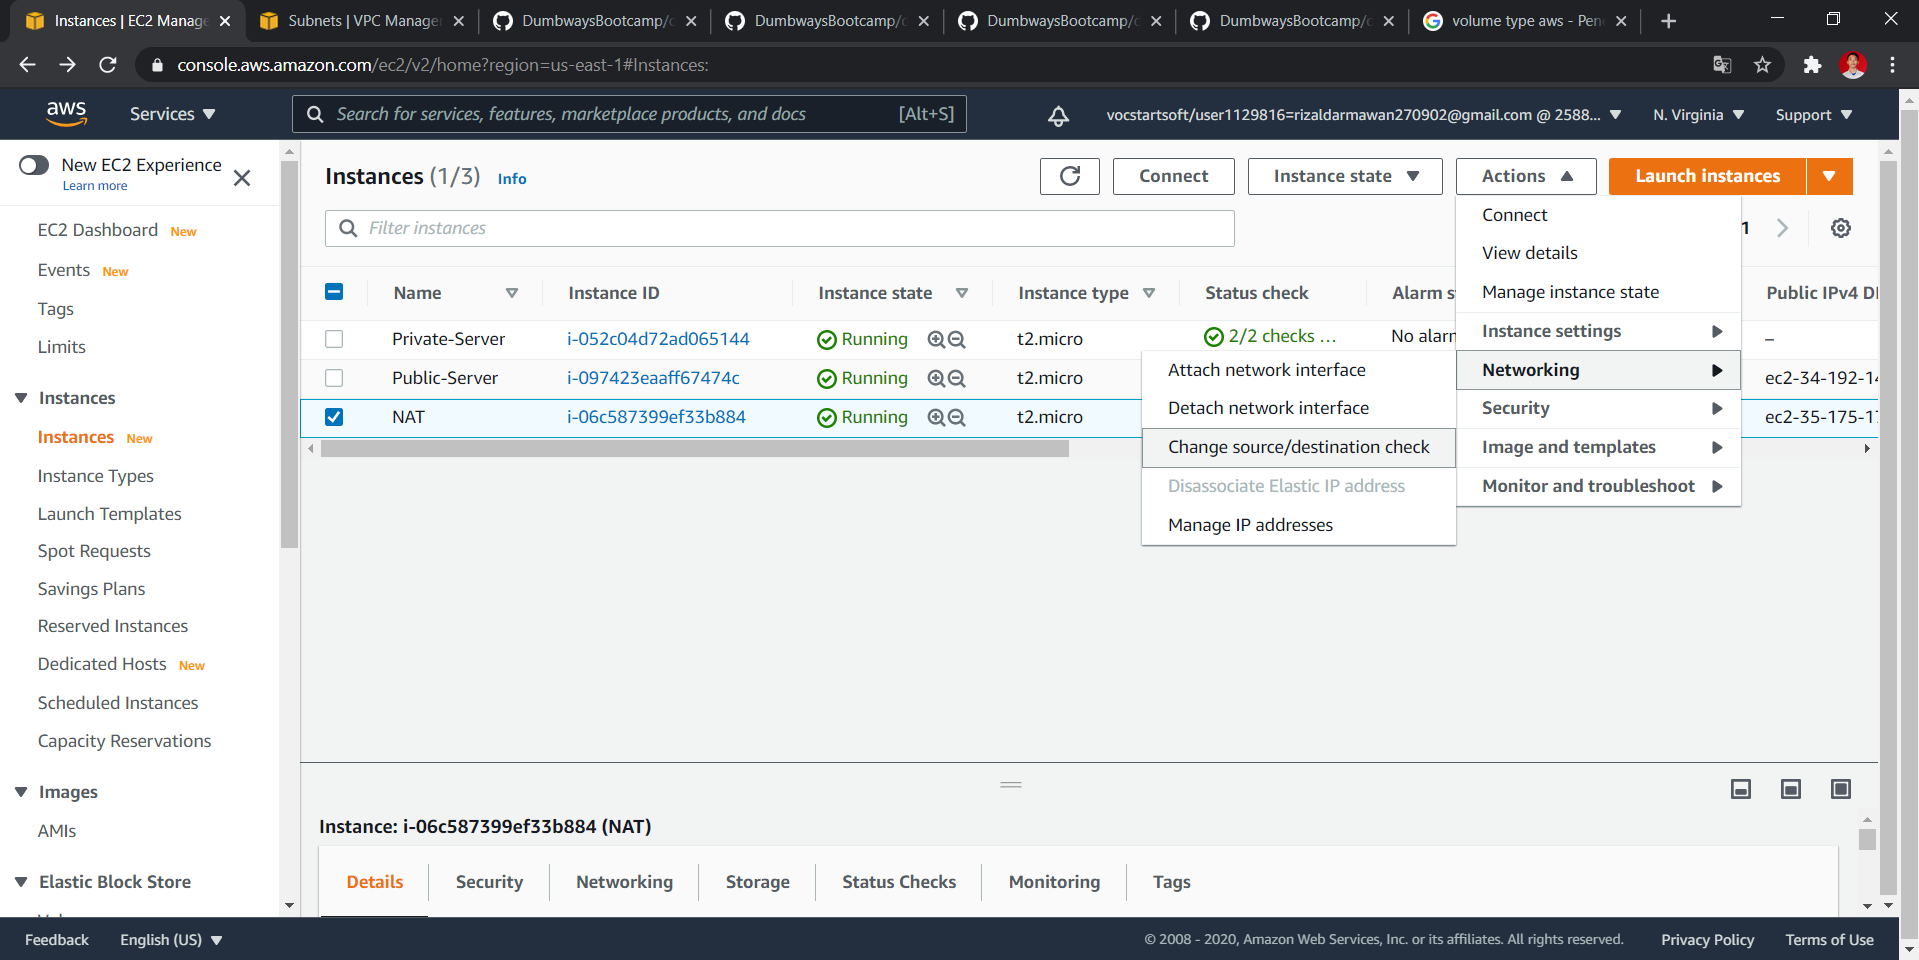 Instances | EC2 Manage
Subnets | VPC Manager
DumbwaysBootcamp/
DumbwaysBootcamp/
DumbwaysBootcamp/
DumbwaysBootcamp/
volume type aws - Pen
console.aws.amazon.com/ec2/v2/home?region=us-east-1#Instances:
aws
Services
Search for services, features, marketplace products, and docs
[Alt+S]
vocstartsoft/user1129816=rizaldarmawan270902@gmail.com @ 2588...
N. Virginia
Support
New EC2 Experience
Learn more
EC2 Dashboard New
Events New
Tags
Limits
Instances
Instances New
Instance Types
Launch Templates
Spot Requests
Savings Plans
Reserved Instances
Dedicated Hosts New
Scheduled Instances
Capacity Reservations
Images
AMIs
Elastic Block Store
Instances (1/3) Info
Connect
Instance state
Actions
Launch instances
Filter instances
1
Connect
View details
Manage instance state
Instance settings
Networking
Security
Image and templates
Monitor and troubleshoot
Attach network interface
Detach network interface
Change source/destination check
Disassociate Elastic IP address
Manage IP addresses
Name Instance ID Instance state Instance type Status check Alarm s Public IPv4 D
Private-Server i-052c04d72ad065144 Running t2.micro 2/2 checks ... No alarm –
Public-Server i-097423eaaff67474c Running t2.micro ec2-34-192-14
NAT i-06c587399ef33b884 Running t2.micro ec2-35-175-17
Instance: i-06c587399ef33b884 (NAT)
Details Security Networking Storage Status Checks Monitoring Tags
Feedback English (US) © 2008 - 2020, Amazon Web Services, Inc. or its affiliates. All rights reserved. Privacy Policy Terms of Use